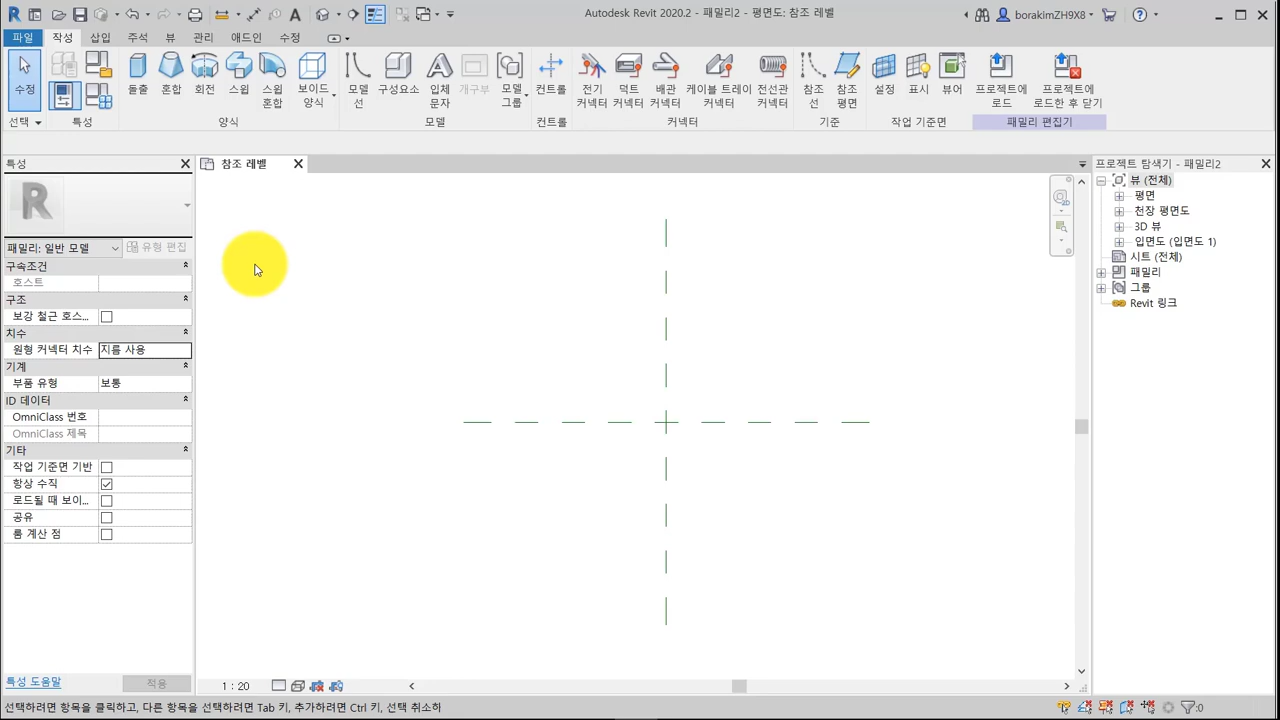 Autodesk Revit 2020.2 - 패밀리2 - 평면도: 참조 레벨
borakimZH9X8
파일 작성 삽입 주석 뷰 관리 애드인 수정
수정
돌출 혼합 회전 스윕 스윕 혼합 보이드 양식
모델 선 구성요소 입체 문자 개구부 모델 그룹
컨트롤
전기 커넥터 덕트 커넥터 배관 커넥터 케이블 트레이 커넥터 전선관 커넥터
참조 선 참조 평면
설정 표시 뷰어
프로젝트에 로드 프로젝트에 로드한 후 닫기
선택 특성 양식 모델 컨트롤 커넥터 기준 작업 기준면 패밀리 편집기
특성
참조 레벨
프로젝트 탐색기 - 패밀리2
R
패밀리: 일반 모델 유형 편집
구속조건
호스트
구조
보강 철근 호스...
치수
원형 커넥터 치수 지름 사용
기계
부품 유형 보통
ID 데이터
OmniClass 번호
OmniClass 제목
기타
작업 기준면 기반
항상 수직
로드될 때 보이...
공유
룸 계산 점
뷰 (전체)
평면
천장 평면도
3D 뷰
입면도 (입면도 1)
시트 (전체)
패밀리
그룹
Revit 링크
특성 도움말 적용
1 : 20
선택하려면 항목을 클릭하고, 다른 항목을 선택하려면 Tab 키, 추가하려면 Ctrl 키, 선택 취소하
:0